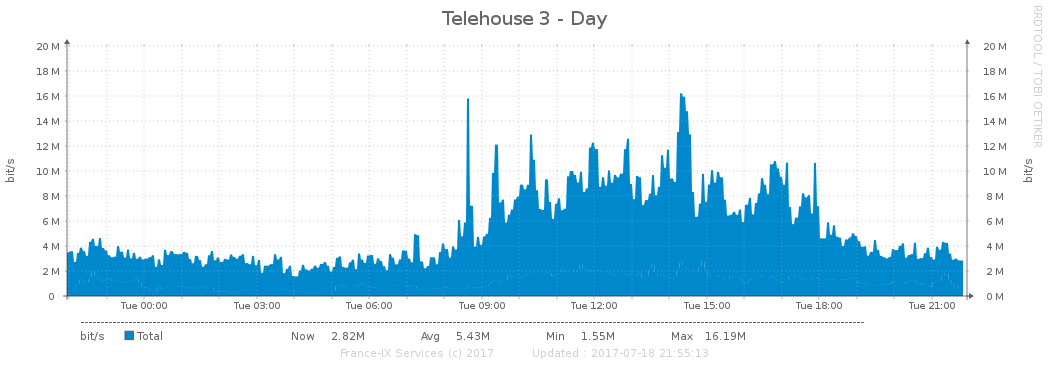 Telehouse 3 - Day
RRDTOOL / TOBI OETIKER
bit/s
20 M
18 M
16 M
14 M
12 M
10 M
8 M
6 M
4 M
2 M
0
20 M
18 M
16 M
14 M
12 M
10 M
8 M
6 M
4 M
2 M
0 M
bit/s
Tue 00:00 Tue 03:00 Tue 06:00 Tue 09:00 Tue 12:00 Tue 15:00 Tue 18:00 Tue 21:00
bit/s Total Now 2.82M Avg 5.43M Min 1.55M Max 16.19M
France-IX Services (c) 2017 Updated : 2017-07-18 21:55:13